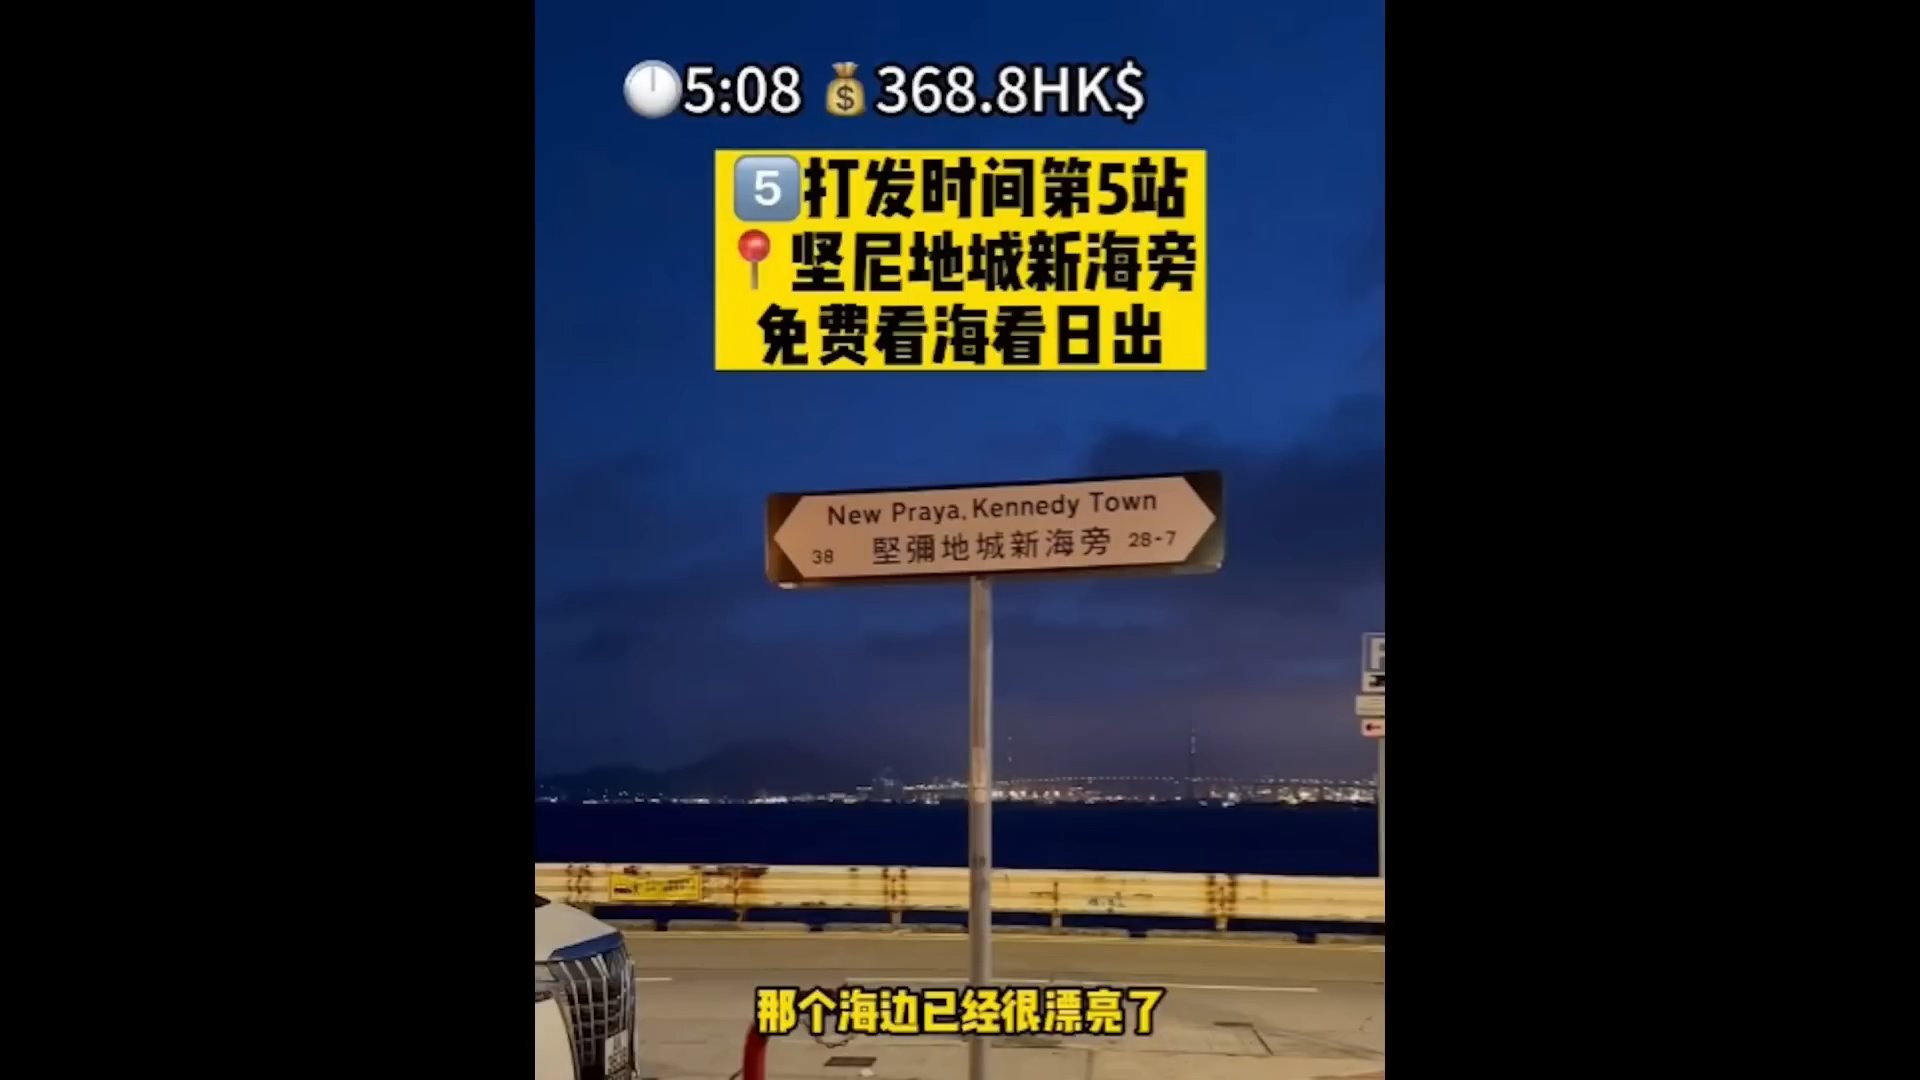 🕛5:08 💰368.8HK$
5️⃣打发时间第5站
📍坚尼地城新海旁
免费看海看日出
New Praya, Kennedy Town
38 堅彌地城新海旁 28-7
P
那个海边已经很漂亮了